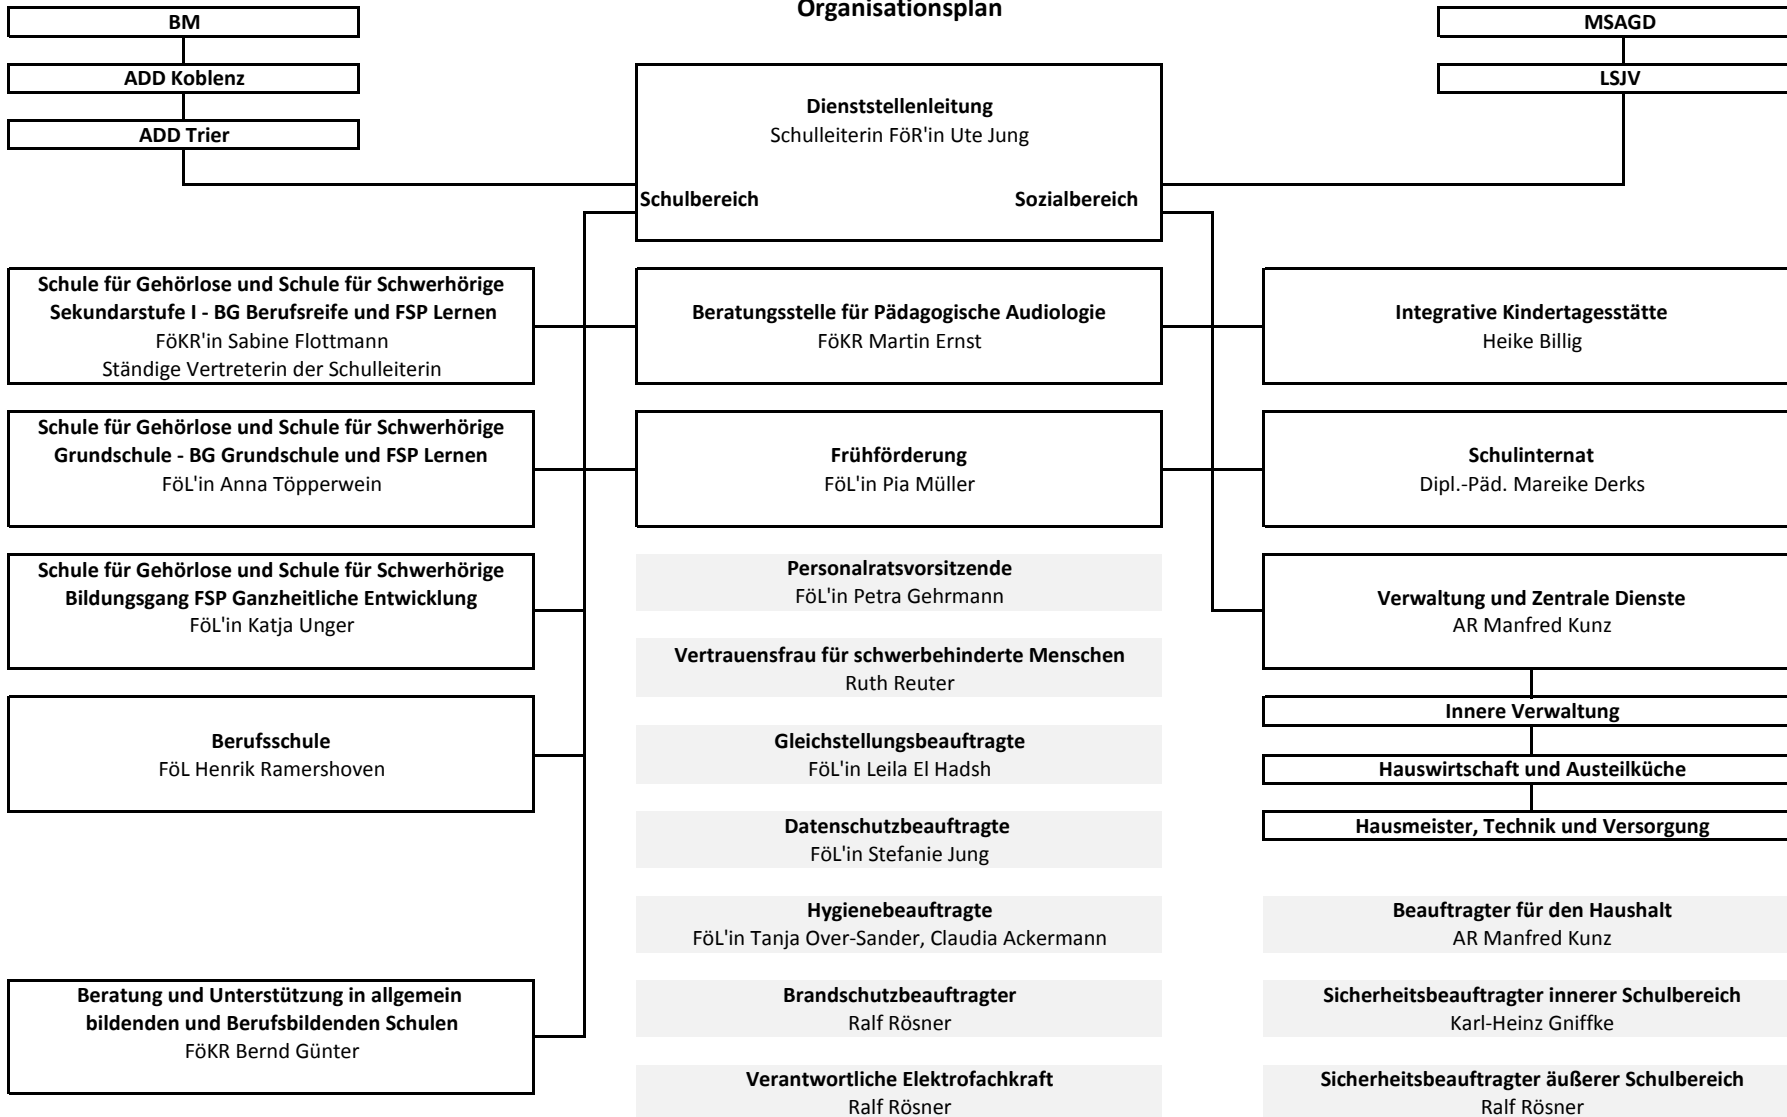 Organisationsplan
BM
ADD Koblenz
ADD Trier
MSAGD
LSJV
Dienststellenleitung
Schulleiterin FöR'in Ute Jung
Schulbereich
Sozialbereich
Schule für Gehörlose und Schule für Schwerhörige
Sekundarstufe I - BG Berufsreife und FSP Lernen
FöKR'in Sabine Flottmann
Ständige Vertreterin der Schulleiterin
Beratungsstelle für Pädagogische Audiologie
FöKR Martin Ernst
Integrative Kindertagesstätte
Heike Billig
Schule für Gehörlose und Schule für Schwerhörige
Grundschule - BG Grundschule und FSP Lernen
FöL'in Anna Töpperwein
Frühförderung
FöL'in Pia Müller
Schulinternat
Dipl.-Päd. Mareike Derks
Schule für Gehörlose und Schule für Schwerhörige
Bildungsgang FSP Ganzheitliche Entwicklung
FöL'in Katja Unger
Personalratsvorsitzende
FöL'in Petra Gehrmann
Verwaltung und Zentrale Dienste
AR Manfred Kunz
Vertrauensfrau für schwerbehinderte Menschen
Ruth Reuter
Innere Verwaltung
Berufsschule
FöL Henrik Ramershoven
Gleichstellungsbeauftragte
FöL'in Leila El Hadsh
Hauswirtschaft und Austeilküche
Datenschutzbeauftragte
FöL'in Stefanie Jung
Hausmeister, Technik und Versorgung
Hygienebeauftragte
FöL'in Tanja Over-Sander, Claudia Ackermann
Beauftragter für den Haushalt
AR Manfred Kunz
Beratung und Unterstützung in allgemein
bildenden und Berufsbildenden Schulen
FöKR Bernd Günter
Brandschutzbeauftragter
Ralf Rösner
Sicherheitsbeauftragter innerer Schulbereich
Karl-Heinz Gniffke
Verantwortliche Elektrofachkraft
Ralf Rösner
Sicherheitsbeauftragter äußerer Schulbereich
Ralf Rösner